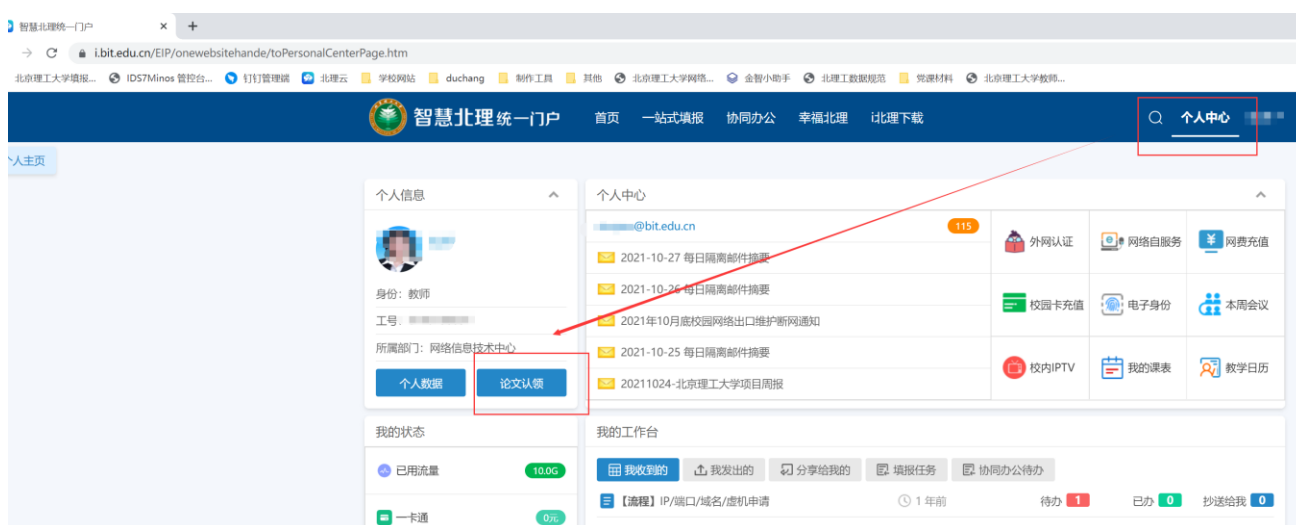 智慧北理统一门户
i.bit.edu.cn/EIP/onewebsitehande/toPersonalCenterPage.htm
北京理工大学填报... IDS7Minos 管控台... 钉钉管理端 北理云 学校网站 duchang 制作工具 其他 北京理工大学网络... 金智小助手 北理工数据规范 党课材料 北京理工大学教师...
智慧北理统一门户 首页 一站式填报 协同办公 幸福北理 i北理下载 个人中心
个人主页
个人信息
身份：教师
工号:
所属部门：网络信息技术中心
个人数据 论文认领
个人中心
@bit.edu.cn 115
2021-10-27 每日隔离邮件摘要
2021-10-26 每日隔离邮件摘要
2021年10月底校园网络出口维护断网通知
2021-10-25 每日隔离邮件摘要
20211024-北京理工大学项目周报
外网认证 网络自服务 网费充值
校园卡充值 电子身份 本周会议
校内IPTV 我的课表 教学日历
我的状态
已用流量 10.0G
一卡通 0元
我的工作台
我收到的 我发出的 分享给我的 填报任务 协同办公待办
【流程】IP/端口/域名/虚机申请 1 年前 待办 1 已办 0 抄送给我 0